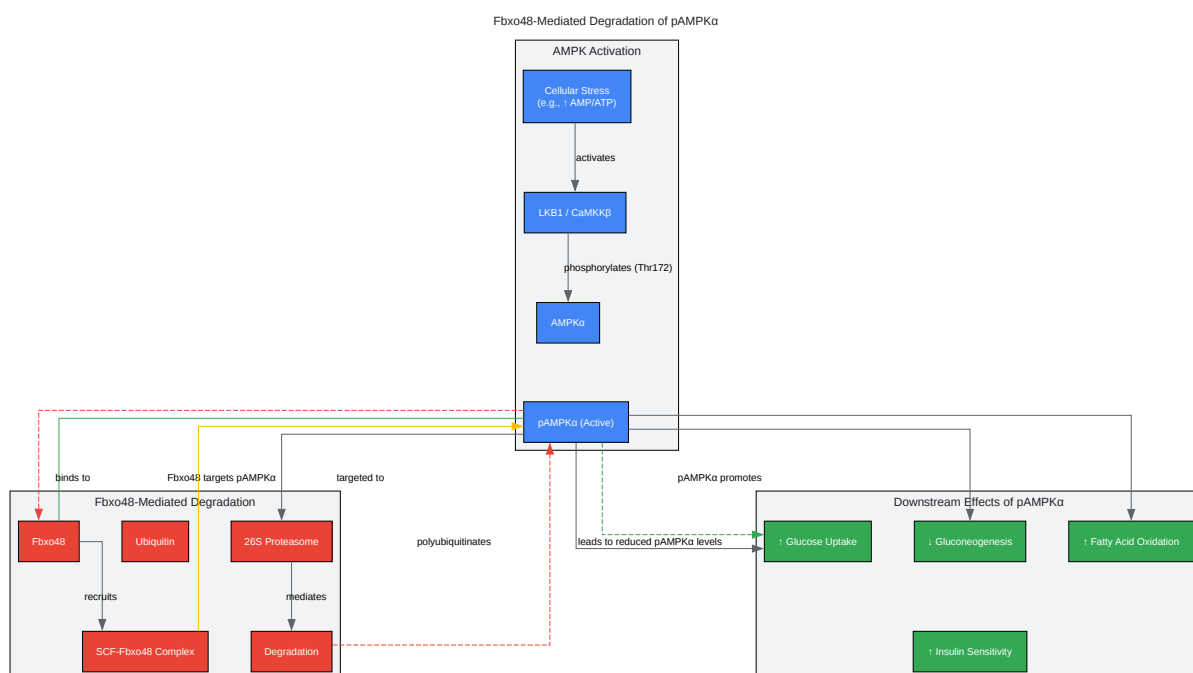 Fbxo48-Mediated Degradation of pAMPKα
AMPK Activation
Cellular Stress
(e.g., ↑ AMP/ATP)
activates
LKB1 / CaMKKβ
phosphorylates (Thr172)
AMPKα
pAMPKα (Active)
binds to
Fbxo48 targets pAMPKα
targeted to
pAMPKα promotes
Fbxo48-Mediated Degradation
Downstream Effects of pAMPKα
Fbxo48
Ubiquitin
26S Proteasome
polyubiquitinates
leads to reduced pAMPKα levels
↑ Glucose Uptake
↓ Gluconeogenesis
↑ Fatty Acid Oxidation
recruits
mediates
SCF-Fbxo48 Complex
Degradation
↑ Insulin Sensitivity